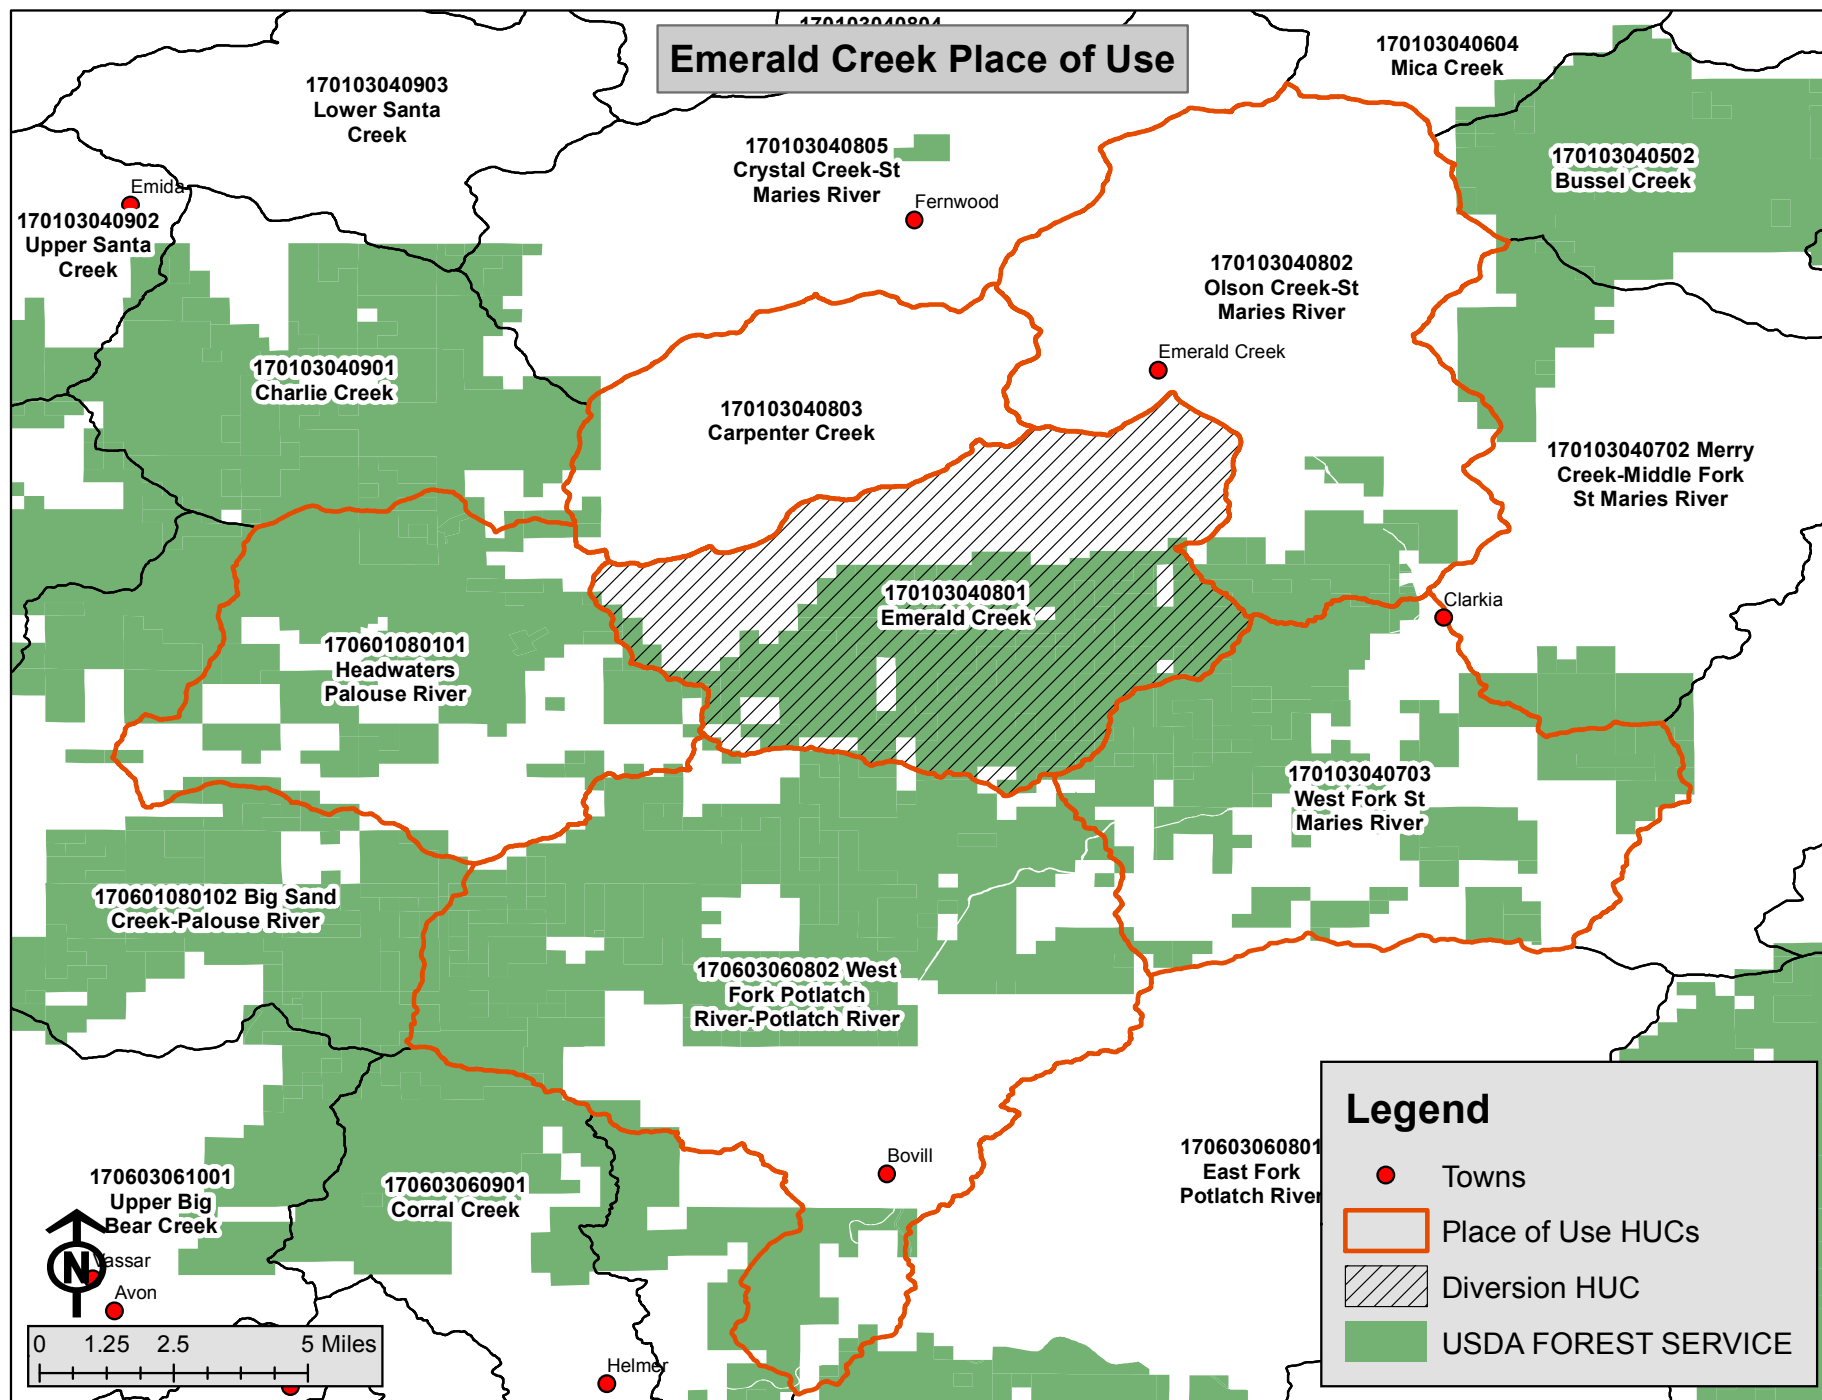 170103040804
Emerald Creek Place of Use
170103040604
Mica Creek
170103040903
Lower Santa
Creek
170103040805
Crystal Creek-St
Maries River
170103040502
Bussel Creek
Emida
Fernwood
170103040902
Upper Santa
Creek
170103040802
Olson Creek-St
Maries River
Emerald Creek
170103040901
Charlie Creek
170103040803
Carpenter Creek
170103040702 Merry
Creek-Middle Fork
St Maries River
170103040801
Emerald Creek
Clarkia
170601080101
Headwaters
Palouse River
170103040703
West Fork St
Maries River
170601080102 Big Sand
Creek-Palouse River
170603060802 West
Fork Potlatch
River-Potlatch River
170603060801
East Fork
Potlatch River
Bovill
170603061001
Upper Big
Bear Creek
170603060901
Corral Creek
N
Vassar
Avon
Helmer
0 1.25 2.5 5 Miles
Legend
Towns
Place of Use HUCs
Diversion HUC
USDA FOREST SERVICE